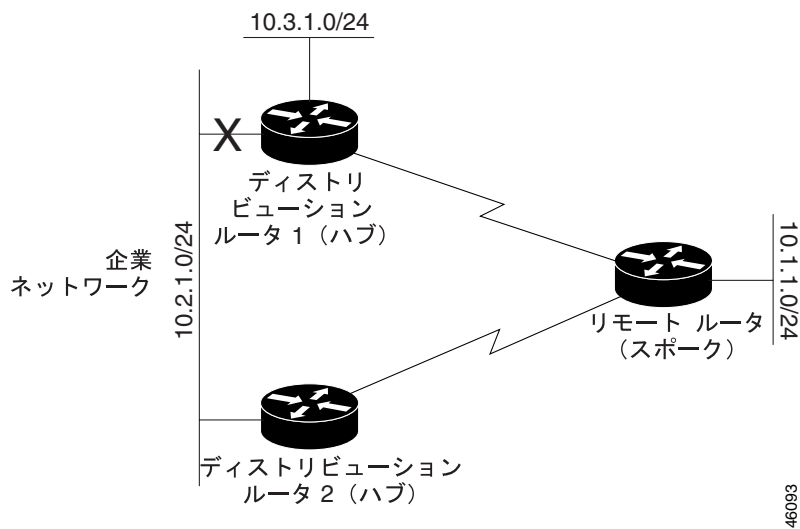 10.3.1.0/24
X
ディストリ
ビューション
ルータ 1（ハブ）
企業
ネットワーク
10.2.1.0/24
10.1.1.0/24
リモート ルータ
（スポーク）
ディストリビューション
ルータ 2（ハブ）
46093